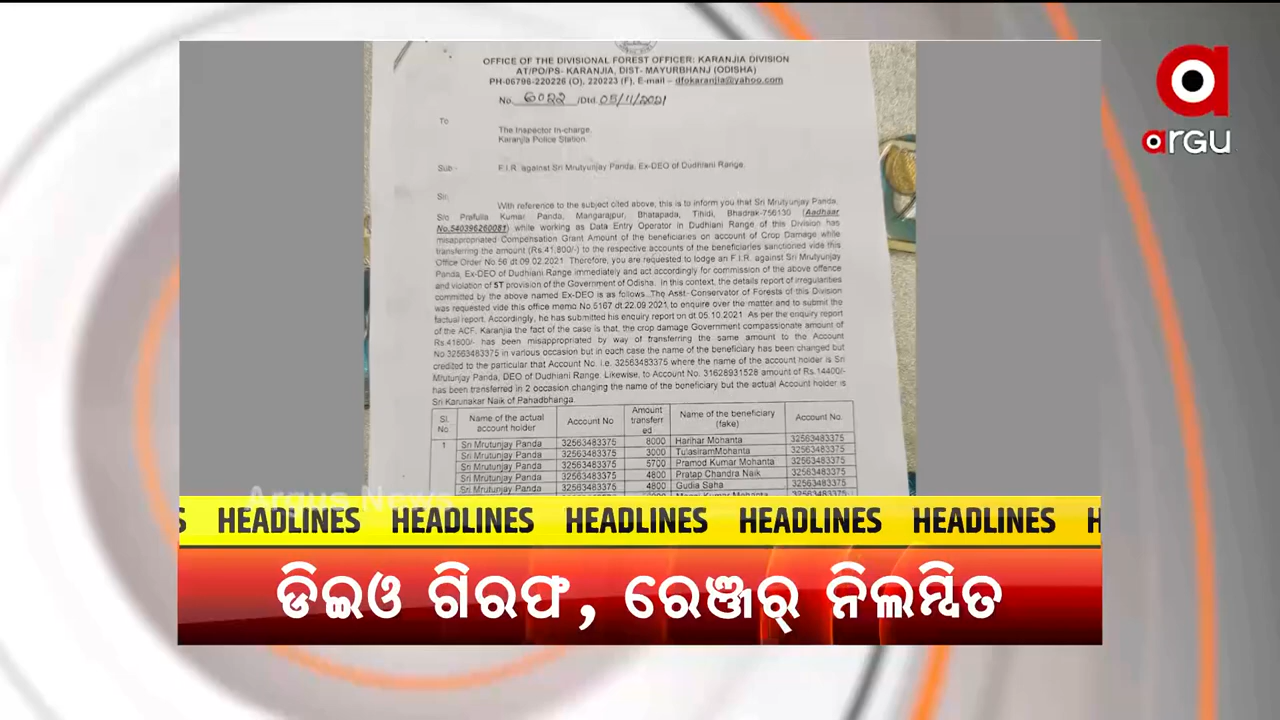 OFFICE OF THE DIVISIONAL FOREST OFFICER: KARANJIA DIVISION
AT/PO/PS- KARANJIA, DIST- MAYURBHANJ (ODISHA)
PH-06796-220226 (O), 220223 (F), E.mail – dfokaranjia@yahoo.com
No. 6022 /Dtd. 05/11/2021
To
The Inspector In-charge,
Karanjia Police Station.
Sub - F.I.R. against Sri Mrutyunjay Panda, Ex-DEO of Dudhiani Range.
Sir,
With reference to the subject cited above, this is to inform you that Sri Mrutyunjay Panda,
S/o Prafulla Kumar Panda, Mangarajpur, Bhatapada, Tihidi, Bhadrak-756130 (Aadhaar
No.540396260081) while working as Data Entry Operator in Dudhiani Range of this Division has
misappropriated Compensation Grant Amount of the beneficiaries on account of Crop Damage while
transferring the amount (Rs.41,800/-) to the respective accounts of the beneficiaries sanctioned vide this
Office Order No.56 dt.09.02.2021. Therefore, you are requested to lodge an F.I.R. against Sri Mrutyunjay
Panda, Ex-DEO of Dudhiani Range immediately and act accordingly for commission of the above offence
and violation of 5T provision of the Government of Odisha. In this context, the details report of irregularities
committed by the above named Ex-DEO is as follows. The Asst- Conservator of Forests of this Division
was requested vide this office memo No.5167 dt.22.09.2021 to enquire over the matter and to submit the
factual report. Accordingly, he has submitted his enquiry report on dt.05.10.2021. As per the enquiry report
of the ACF, Karanjia the fact of the case is that, the crop damage Government compassionate amount of
Rs.41800/- has been misappropriated by way of transferring the same amount to the Account
No.32563483375 in various occasion but in each case the name of the beneficiary has been changed but
credited to the particular that Account No. i.e. 32563483375 where the name of the account holder is Sri
Mrutunjay Panda, DEO of Dudhiani Range. Likewise, to Account No. 31628931528 amount of Rs.14400/-
has been transferred in 2 occasion changing the name of the beneficiary but the actual Account holder is
Sri Karunakar Naik of Pahadbhanga.
Sl. No Name of the actual account holder Account No Amount transferr ed Name of the beneficiary (fake) Account No.
1 Sri Mrutunjay Panda 32563483375 8000 Harihar Mohanta 32563483375
Sri Mrutunjay Panda 32563483375 3000 TulasiramMohanta 32563483375
Sri Mrutunjay Panda 32563483375 5700 Pramod Kumar Mohanta 32563483375
Sri Mrutunjay Panda 32563483375 4800 Pratap Chandra Naik 32563483375
Sri Mrutunjay Panda 32563483375 4800 Gudia Saha 32563483375
Argus News
HEADLINES HEADLINES HEADLINES HEADLINES HEADLINES
ଡିଇଓ ଗିରଫ, ରେଞ୍ଜର୍ ନିଲମ୍ବିତ
argu